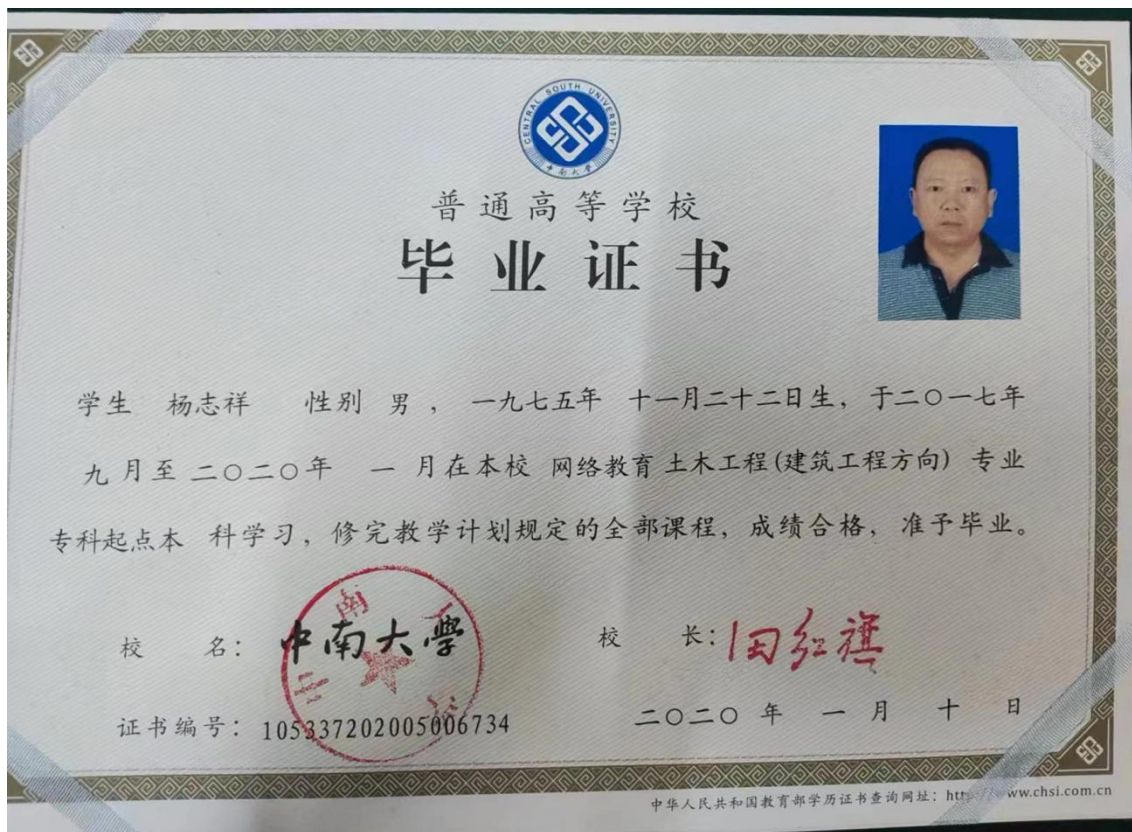 CENTRAL SOUTH UNIVERSITY
中南大学
普通高等学校
毕业证书
学生 杨志祥 性别 男 ， 一九七五年 十一月二十二日生，于二〇一七年
九 月至 二〇二〇年 一 月在本校 网络教育 土木工程(建筑工程方向) 专业
专科起点本 科学习，修完教学计划规定的全部课程，成绩合格，准予毕业。
校 名： 中南大學
校 长：田红旗
证书编号：105337202005006734
二〇二〇 年 一 月 十 日
中华人民共和国教育部学历证书查询网址：http://www.chsi.com.cn